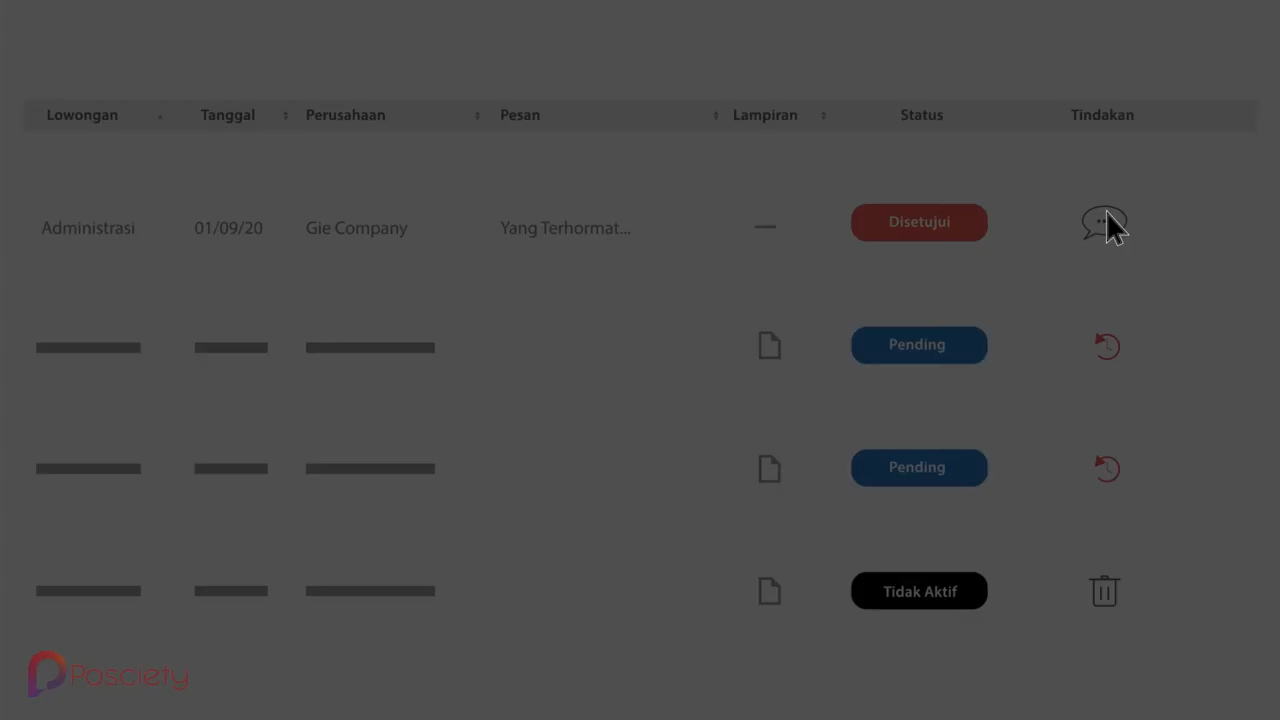 Lowongan Tanggal Perusahaan Pesan Lampiran Status Tindakan
Administrasi 01/09/20 Gie Company Yang Terhormat... Disetujui
Pending
Pending
Tidak Aktif
Pasciety